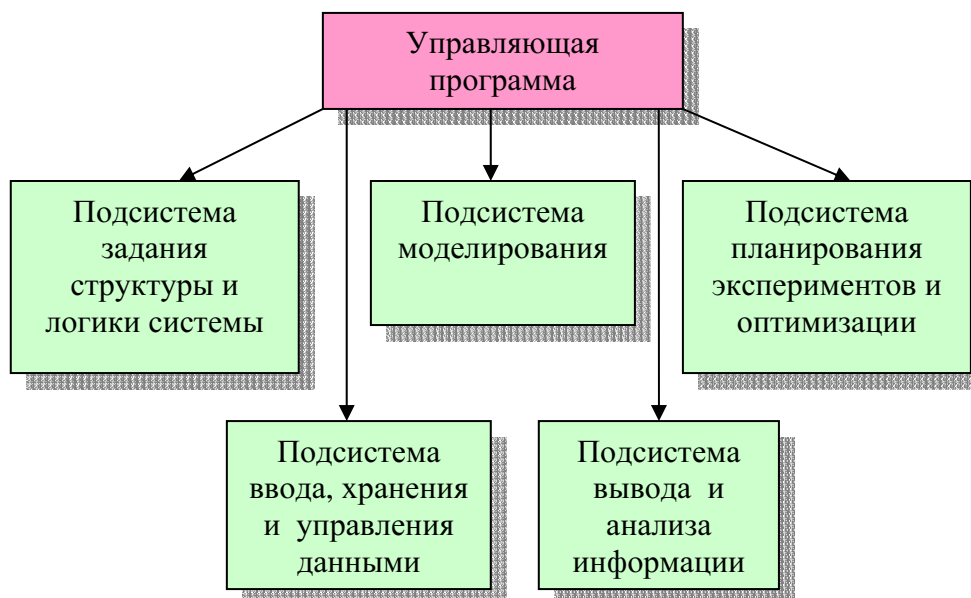 Управляющая
программа
Подсистема
задания
структуры и
логики системы
Подсистема
моделирования
Подсистема
планирования
экспериментов и
оптимизации
Подсистема
ввода, хранения
и управления
данными
Подсистема
вывода и
анализа
информации